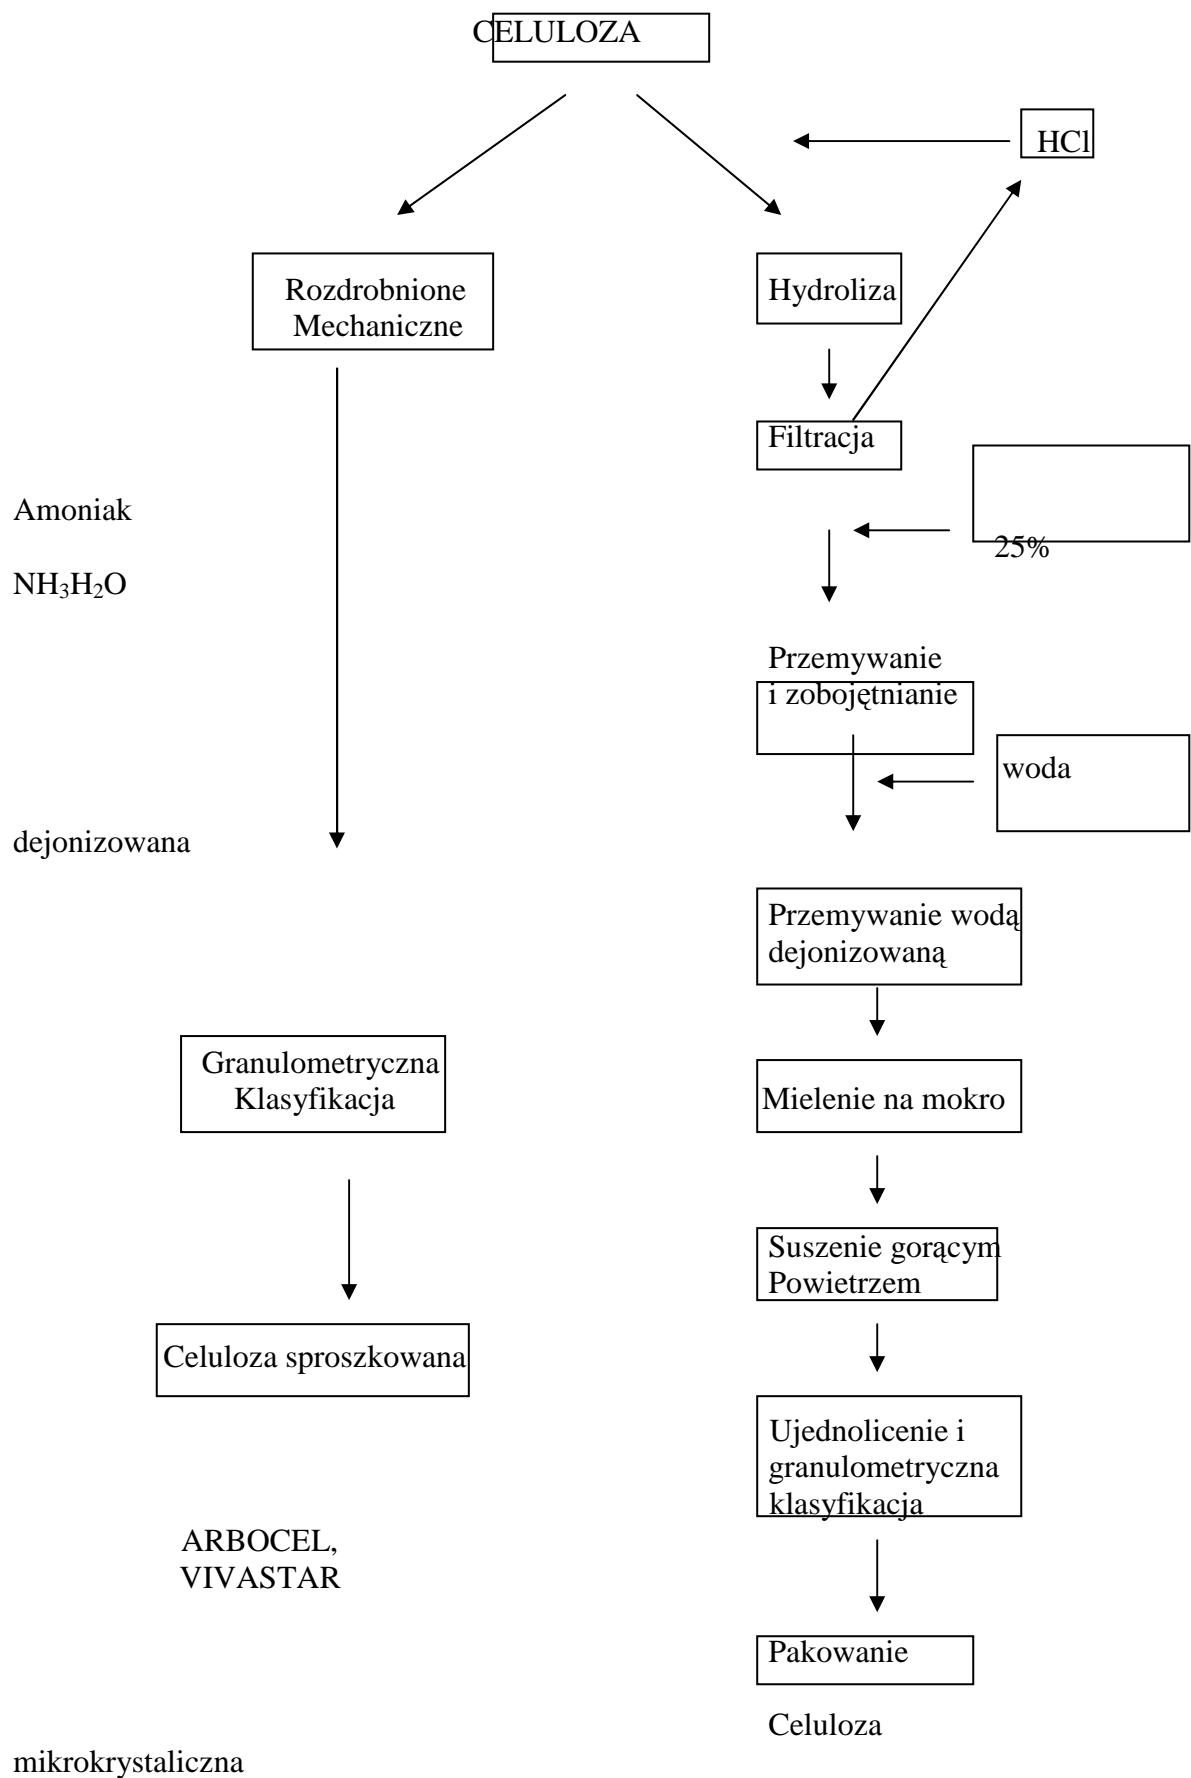 CELULOZA
HCl
Rozdrobnione
Mechaniczne
Hydroliza
Filtracja
Amoniak
25%
NH₃H₂O
Przemywanie
i zobojętnianie
woda
dejonizowana
Przemywanie wodą
dejonizowaną
Granulometryczna
Klasyfikacja
Mielenie na mokro
Suszenie gorącym
Powietrzem
Celuloza sproszkowana
Ujednolicenie i
granulometryczna
klasyfikacja
ARBOCEL,
VIVASTAR
Pakowanie
Celuloza
mikrokrystaliczna